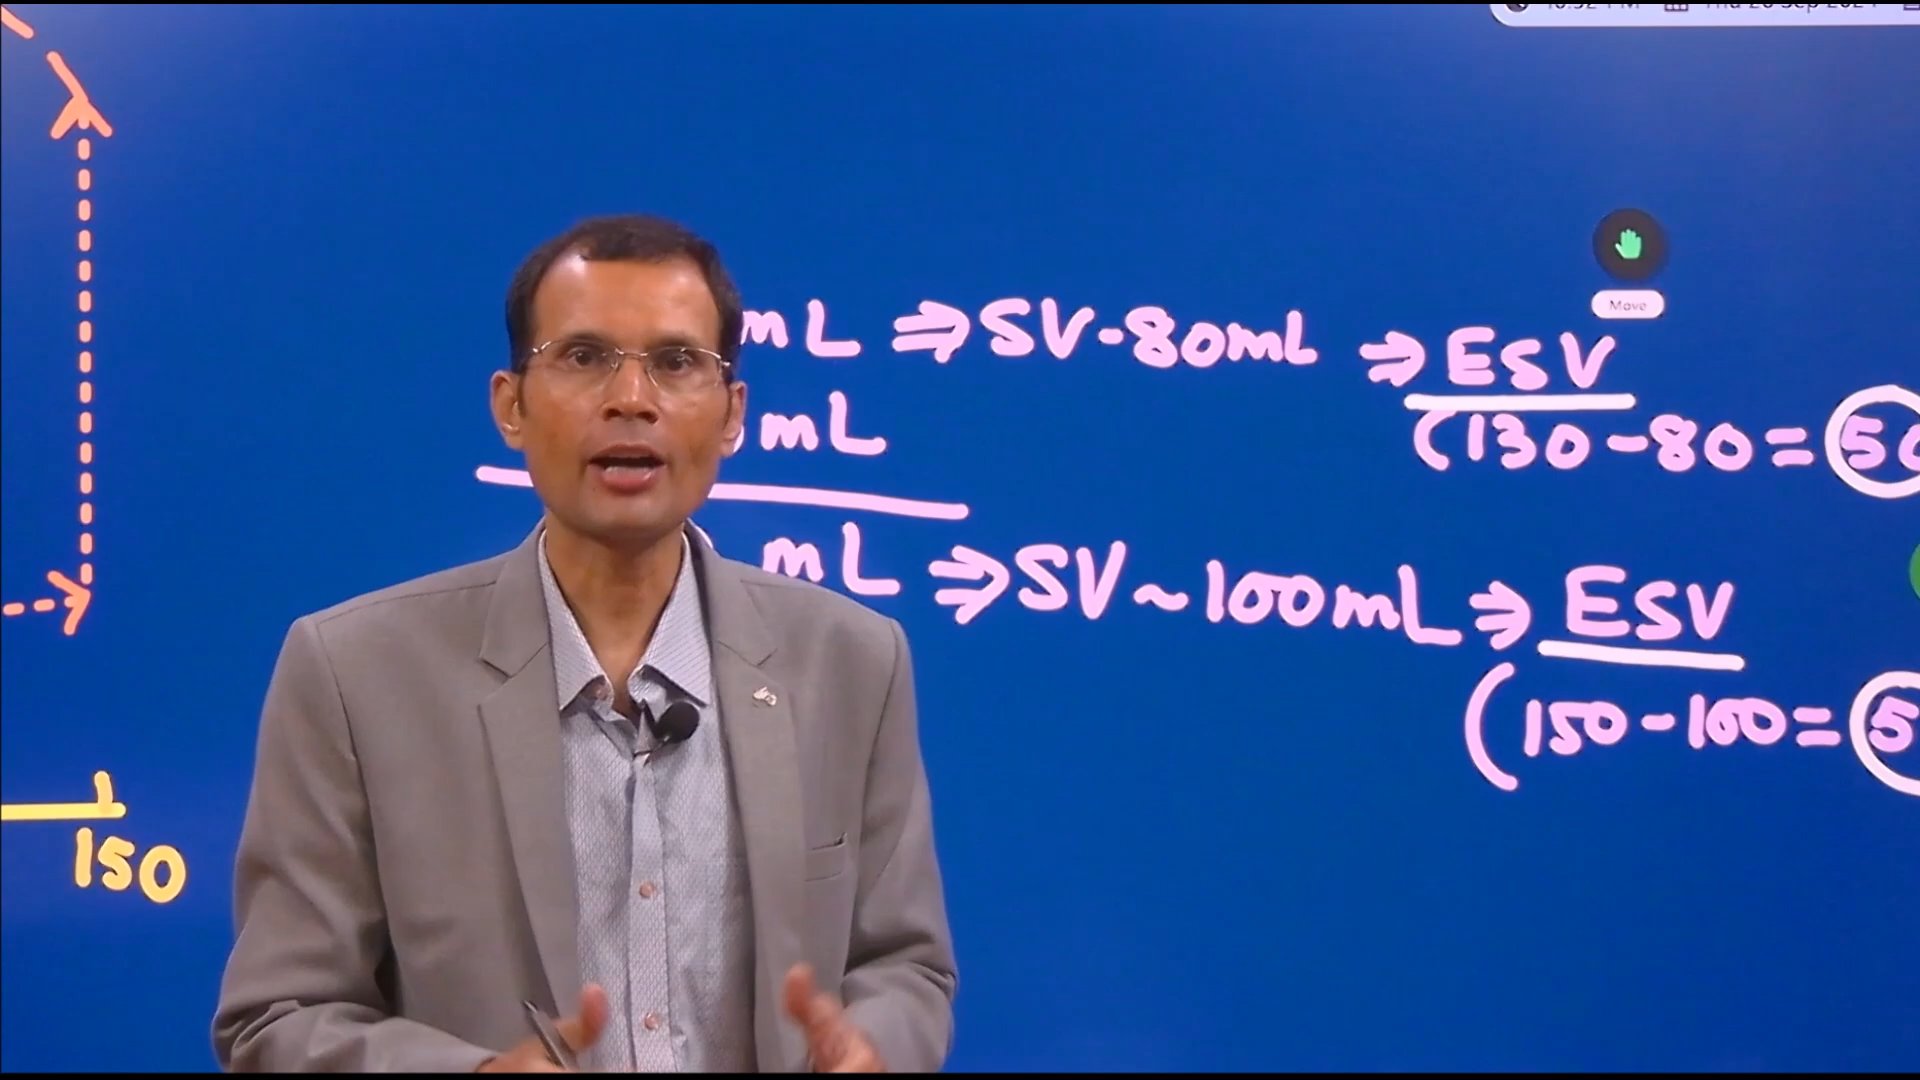 mL ⇒ SV-80mL ⇒ ESV
mL
(130-80=50
mL ⇒ SV~100mL ⇒ ESV
(150-100=5
150
Move